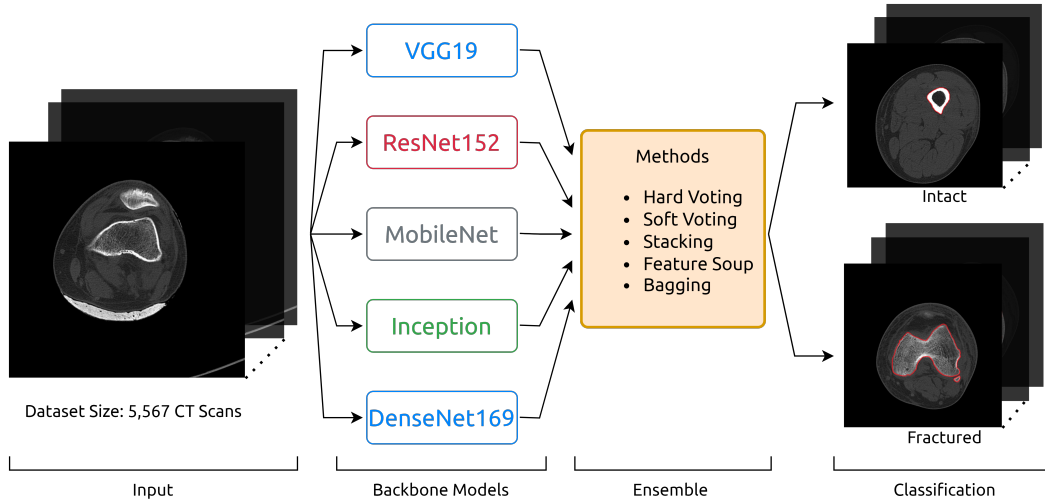 Dataset Size: 5,567 CT Scans
Input
VGG19
ResNet152
MobileNet
Inception
DenseNet169
Backbone Models
Methods
• Hard Voting
• Soft Voting
• Stacking
• Feature Soup
• Bagging
Ensemble
Intact
Fractured
Classification